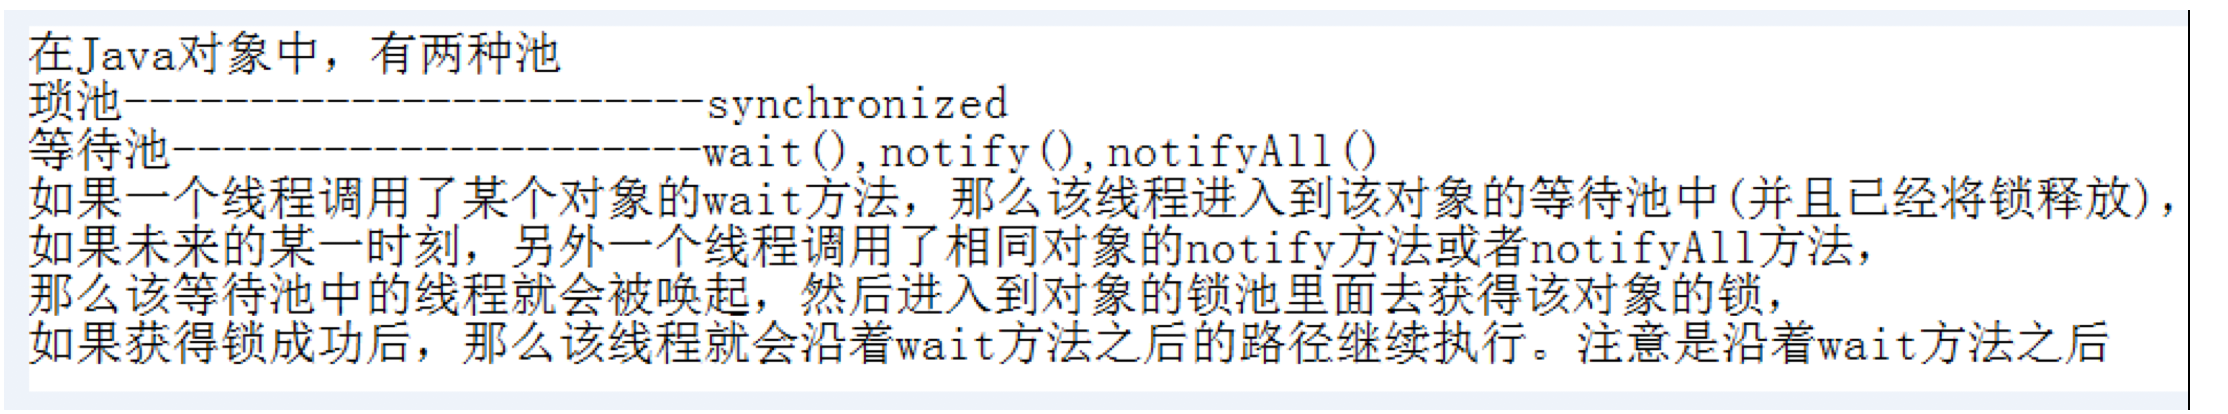 在Java对象中，有两种池
琐池-----------------------synchronized
等待池---------------------wait(),notify(),notifyAll()
如果一个线程调用了某个对象的wait方法，那么该线程进入到该对象的等待池中(并且已经将锁释放)，
如果未来的某一时刻，另外一个线程调用了相同对象的notify方法或者notifyAll方法，
那么该等待池中的线程就会被唤起，然后进入到对象的锁池里面去获得该对象的锁，
如果获得锁成功后，那么该线程就会沿着wait方法之后的路径继续执行。注意是沿着wait方法之后